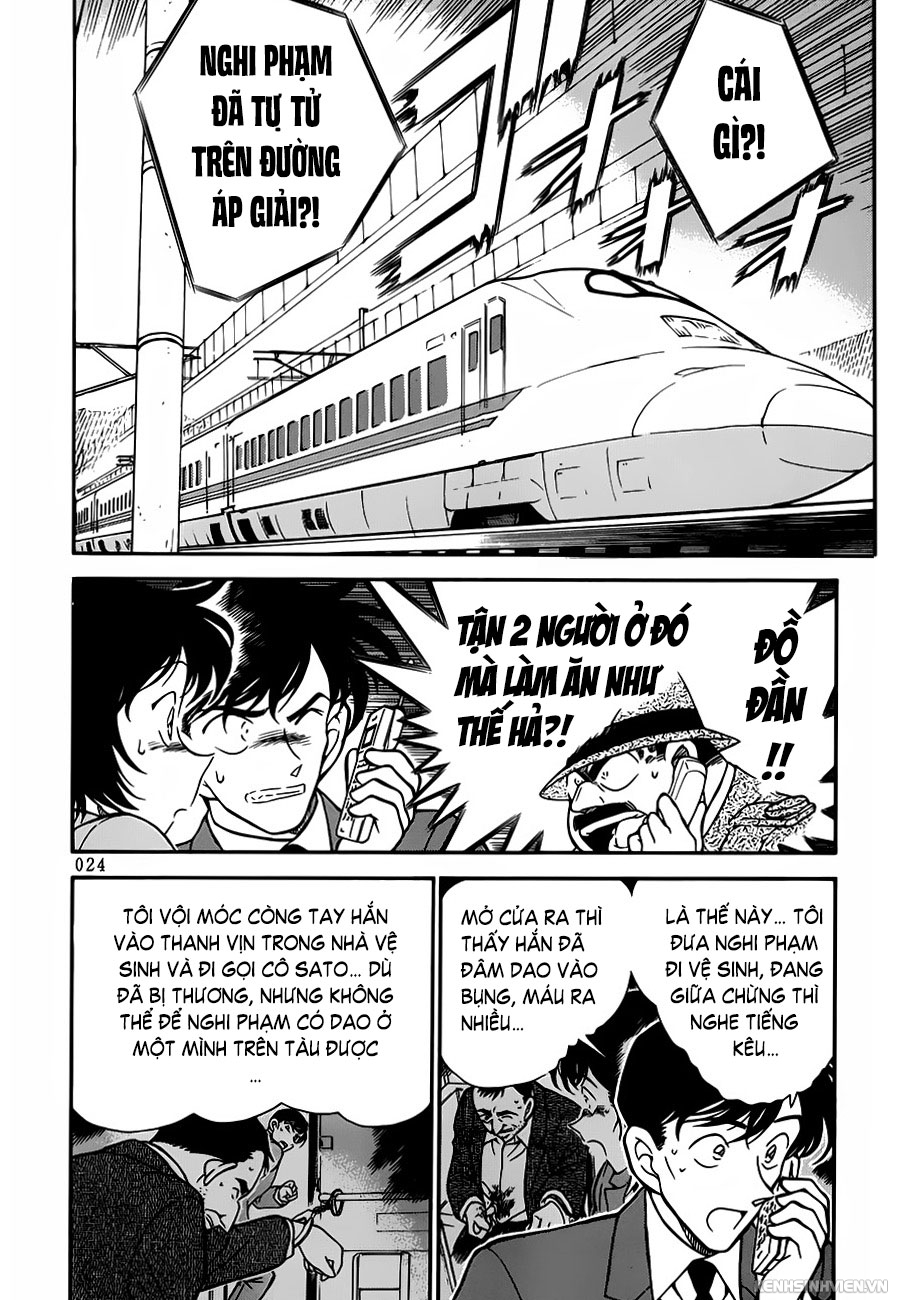 CÁI
GÌ?!
NGHI PHẠM
ĐÃ TỰ TỬ
TRÊN ĐƯỜNG
ÁP GIẢI?!
ĐỒ
ĐẦN
!!
TẬN 2 NGƯỜI Ở ĐÓ
MÀ LÀM ĂN NHƯ
THẾ HẢ?!
024
LÀ THẾ NÀY... TÔI
ĐƯA NGHI PHẠM
ĐI VỆ SINH, ĐANG
GIỮA CHỪNG THÌ
NGHE TIẾNG
KÊU...
MỞ CỬA RA THÌ
THẤY HẮN ĐÃ
ĐÂM DAO VÀO
BỤNG, MÁU RA
NHIỀU...
TÔI VỘI MÓC CÒNG TAY HẮN
VÀO THANH VỊN TRONG NHÀ VỆ
SINH VÀ ĐI GỌI CÔ SATO... DÙ
ĐÃ BỊ THƯƠNG, NHƯNG KHÔNG
THỂ ĐỂ NGHI PHẠM CÓ DAO Ở
MỘT MÌNH TRÊN TÀU ĐƯỢC
...
KENHSINHVIEN.VN